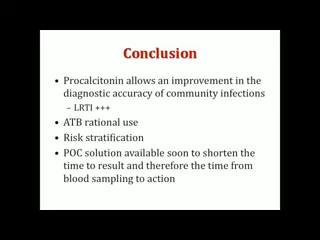 Conclusion
• Procalcitonin allows an improvement in the
diagnostic accuracy of community infections
– LRTI +++
• ATB rational use
• Risk stratification
• POC solution available soon to shorten the
time to result and therefore the time from
blood sampling to action